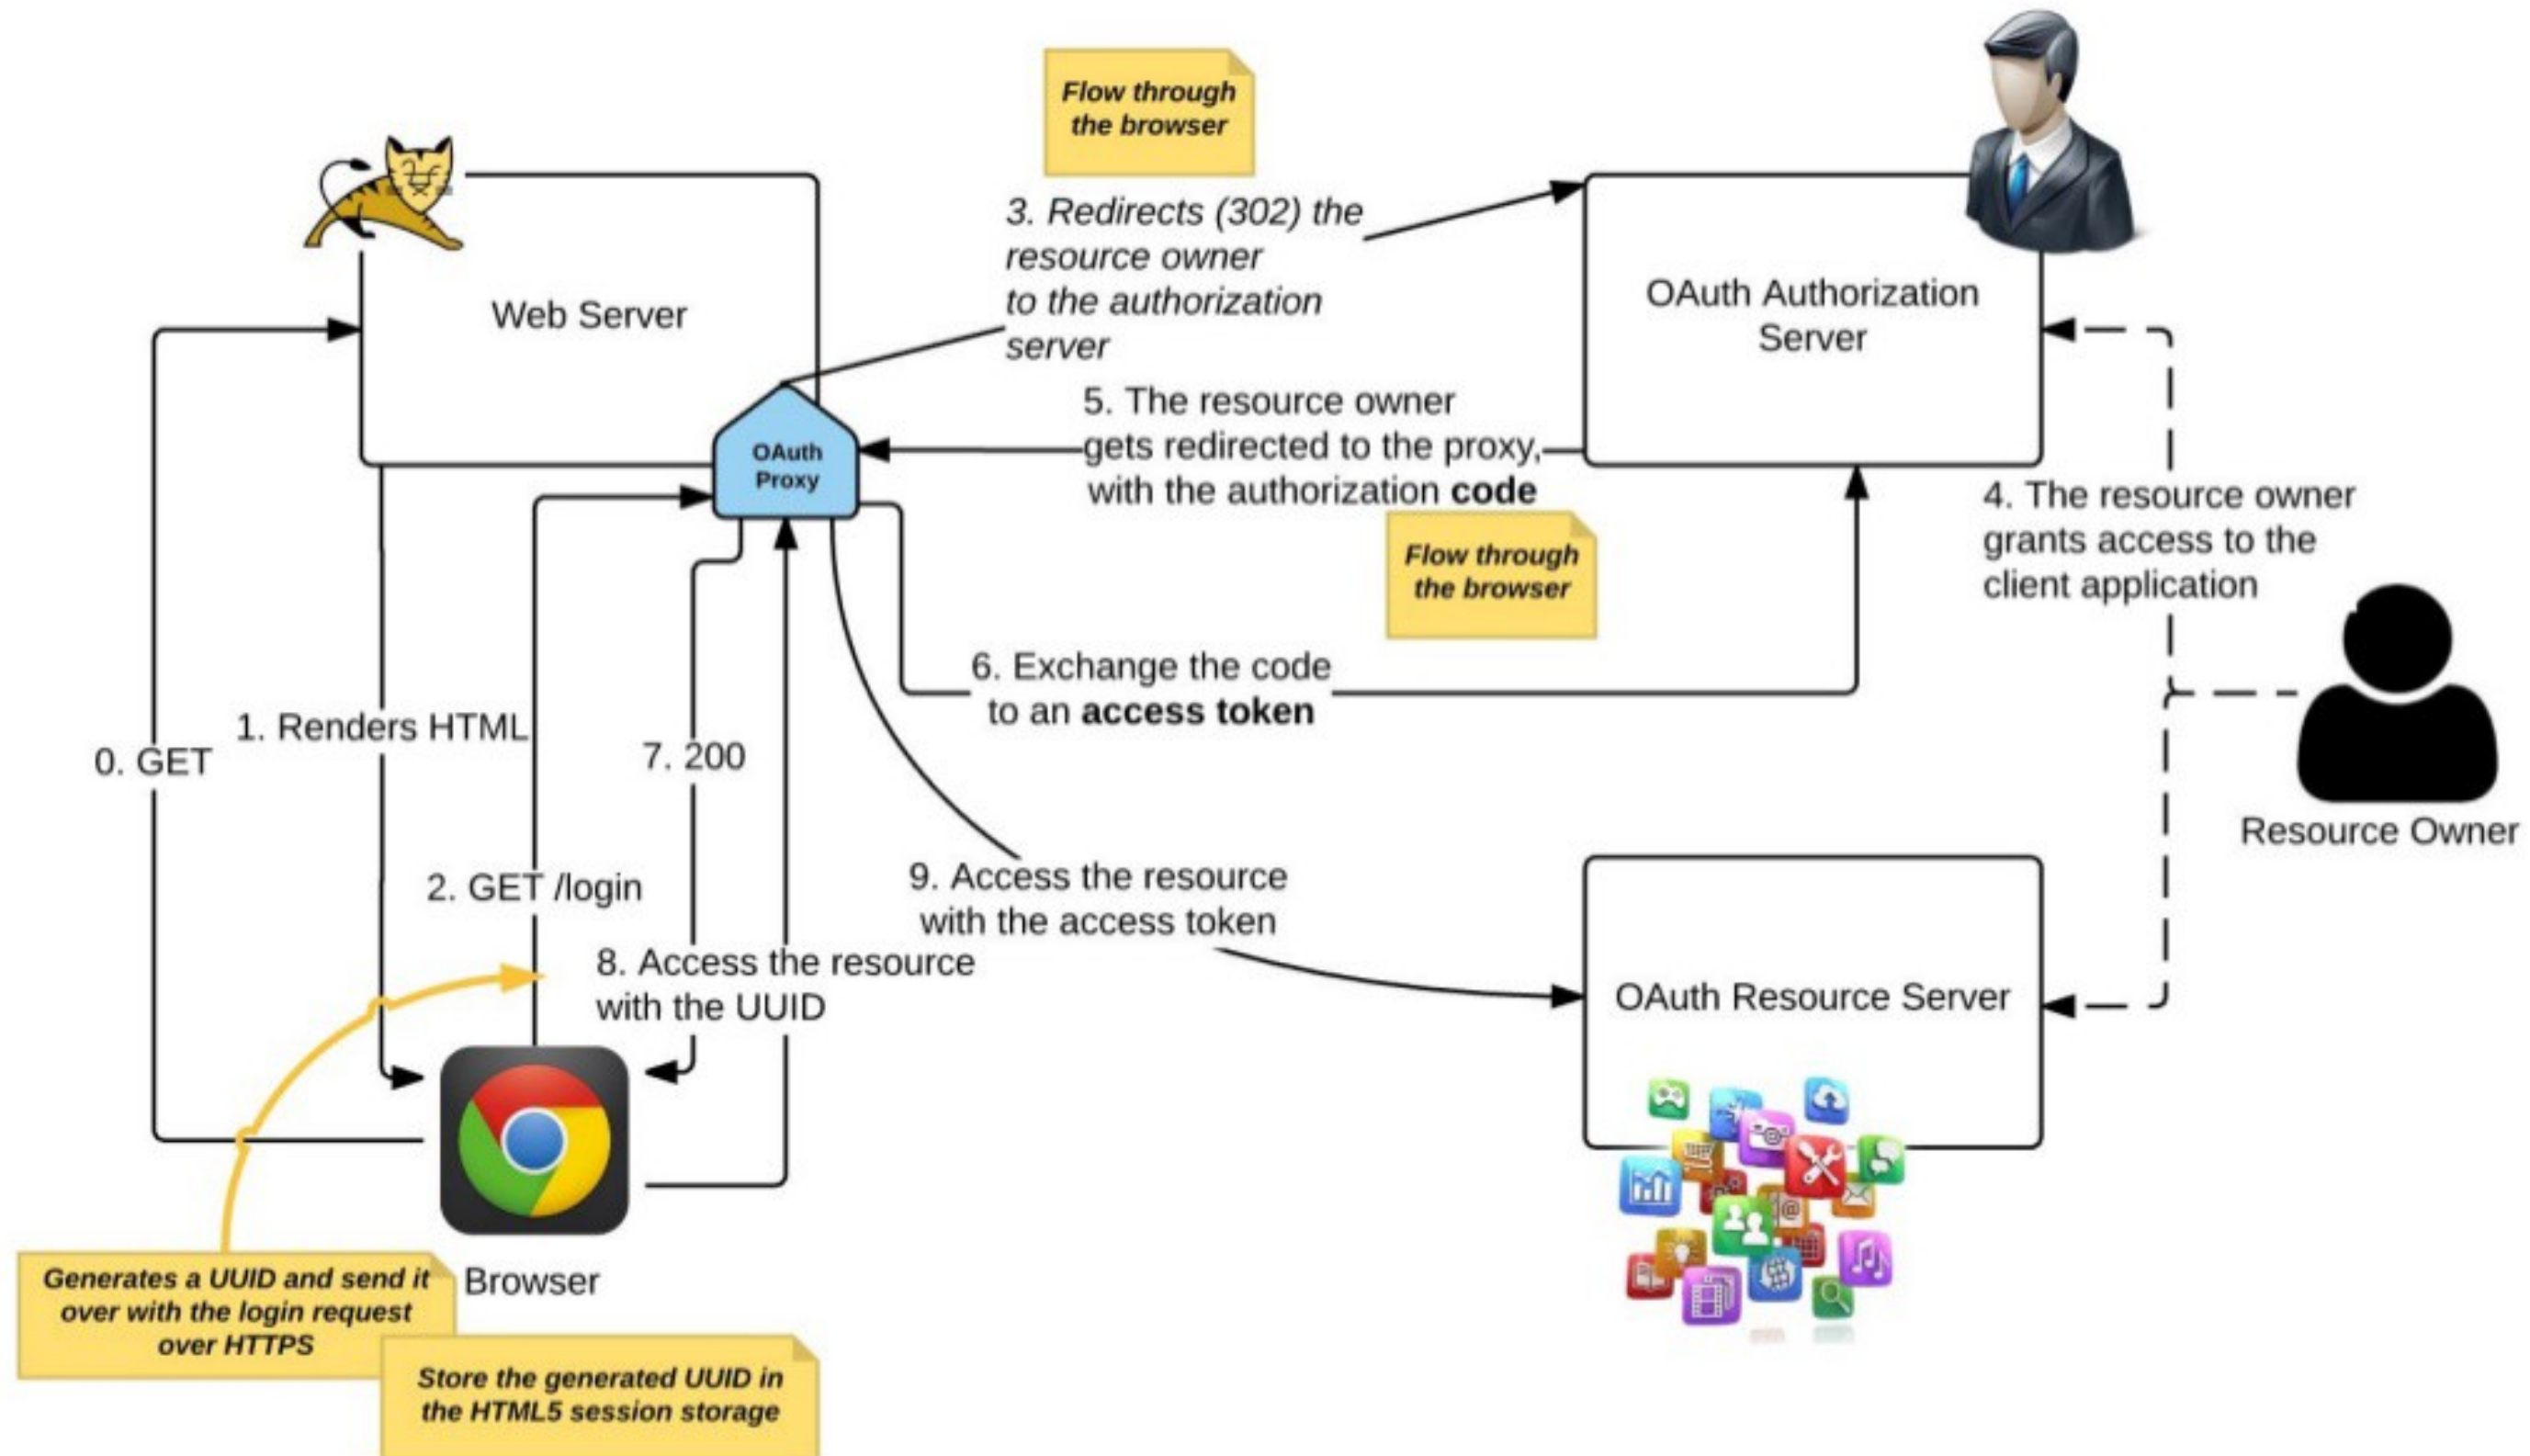 Flow through
the browser
3. Redirects (302) the
resource owner
to the authorization
server
Web Server
OAuth Authorization
Server
5. The resource owner
gets redirected to the proxy,
with the authorization code
OAuth
Proxy
Flow through
the browser
4. The resource owner
grants access to the
client application
6. Exchange the code
to an access token
1. Renders HTML
0. GET
7. 200
Resource Owner
2. GET /login
9. Access the resource
with the access token
8. Access the resource
with the UUID
OAuth Resource Server
Browser
Generates a UUID and send it
over with the login request
over HTTPS
Store the generated UUID in
the HTML5 session storage